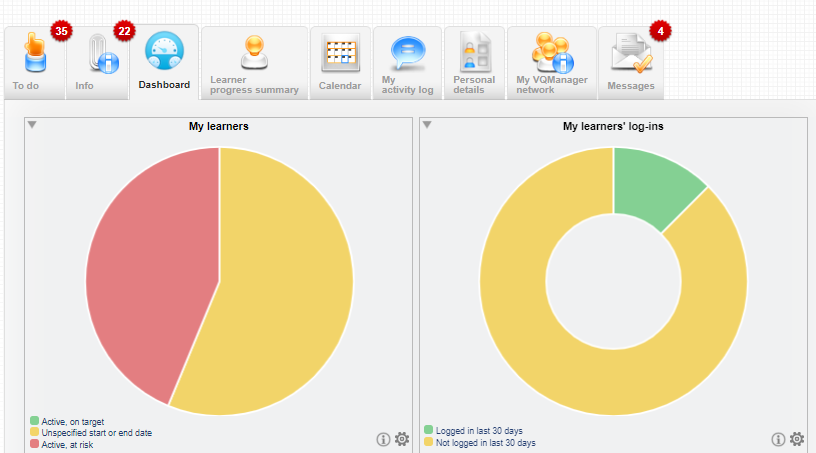 35
22
4
To do
Info
Dashboard
Learner
progress summary
Calendar
My
activity log
Personal
details
My VQManager
network
Messages
My learners
Active, on target
Unspecified start or end date
Active, at risk
My learners' log-ins
Logged in last 30 days
Not logged in last 30 days